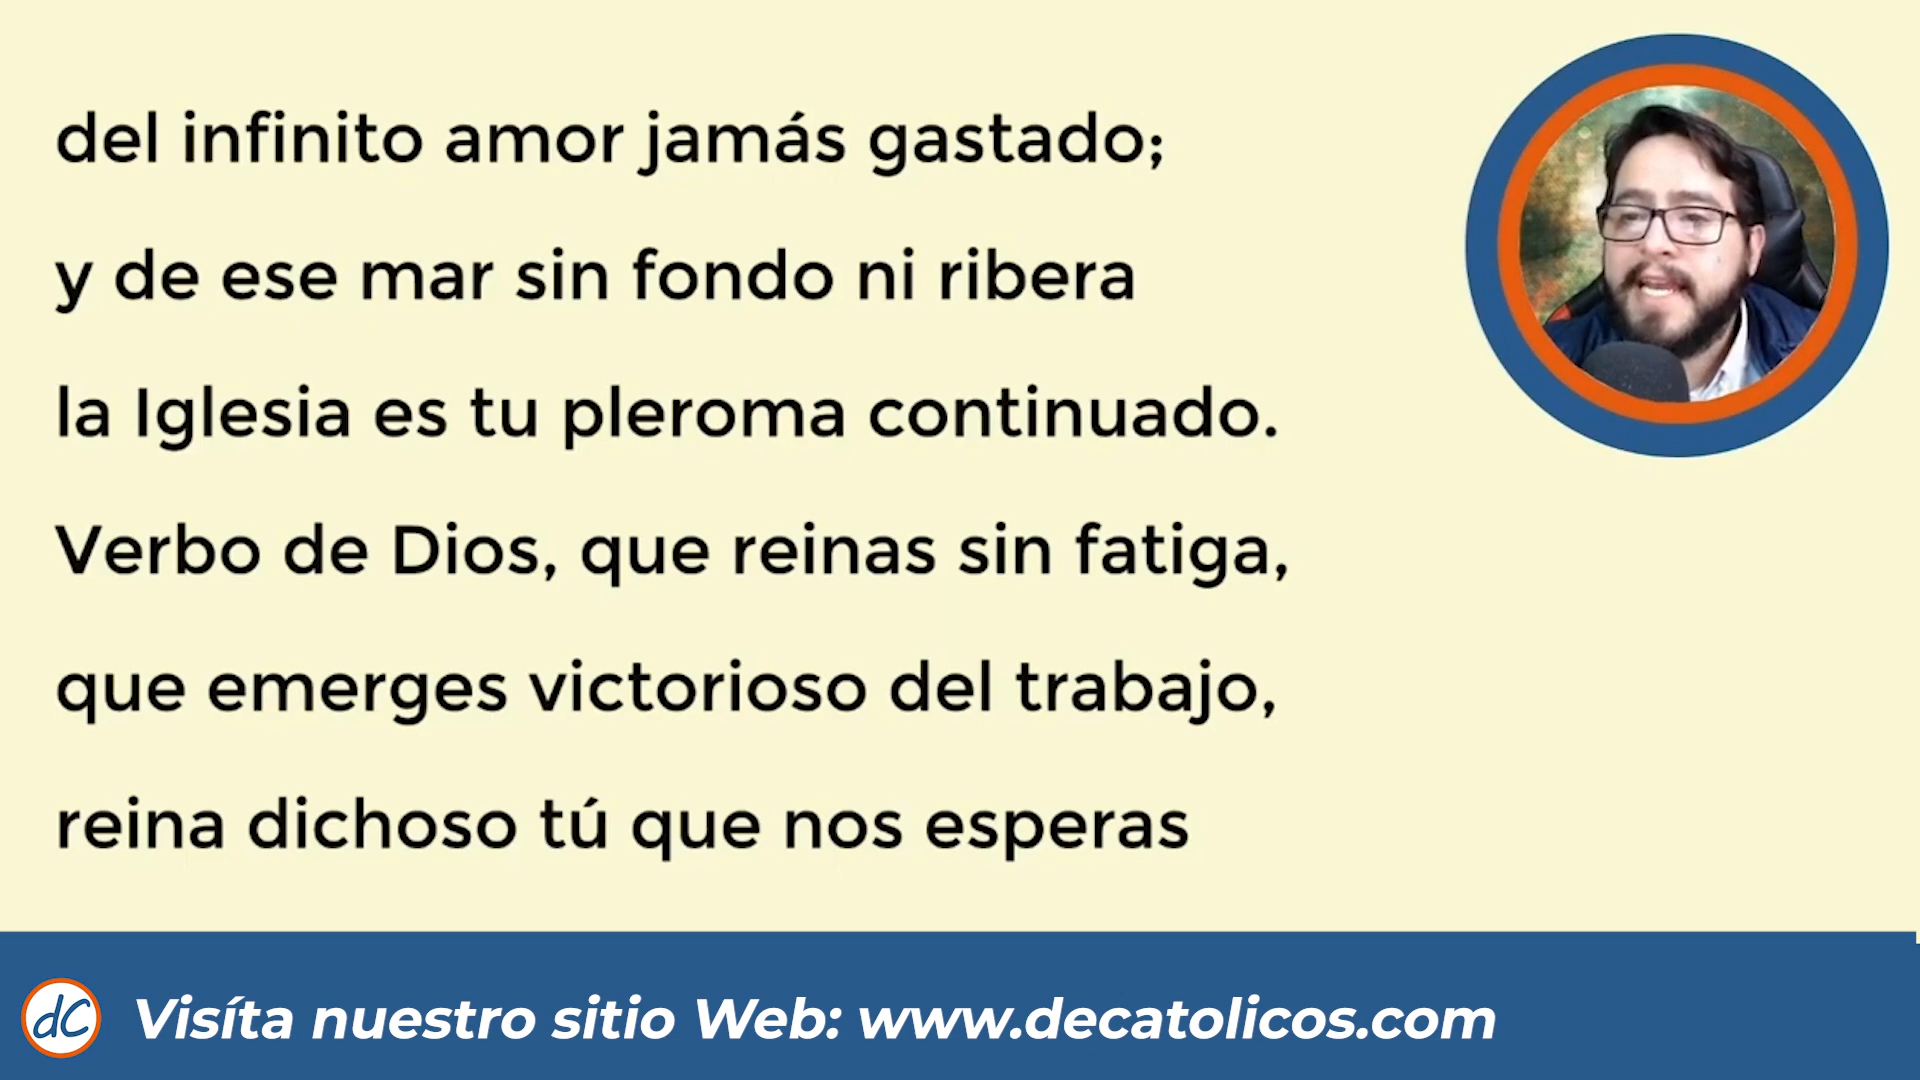 del infinito amor jamás gastado;
y de ese mar sin fondo ni ribera
la Iglesia es tu pleroma continuado.
Verbo de Dios, que reinas sin fatiga,
que emerges victorioso del trabajo,
reina dichoso tú que nos esperas
dC Visíta nuestro sitio Web: www.decatolicos.com